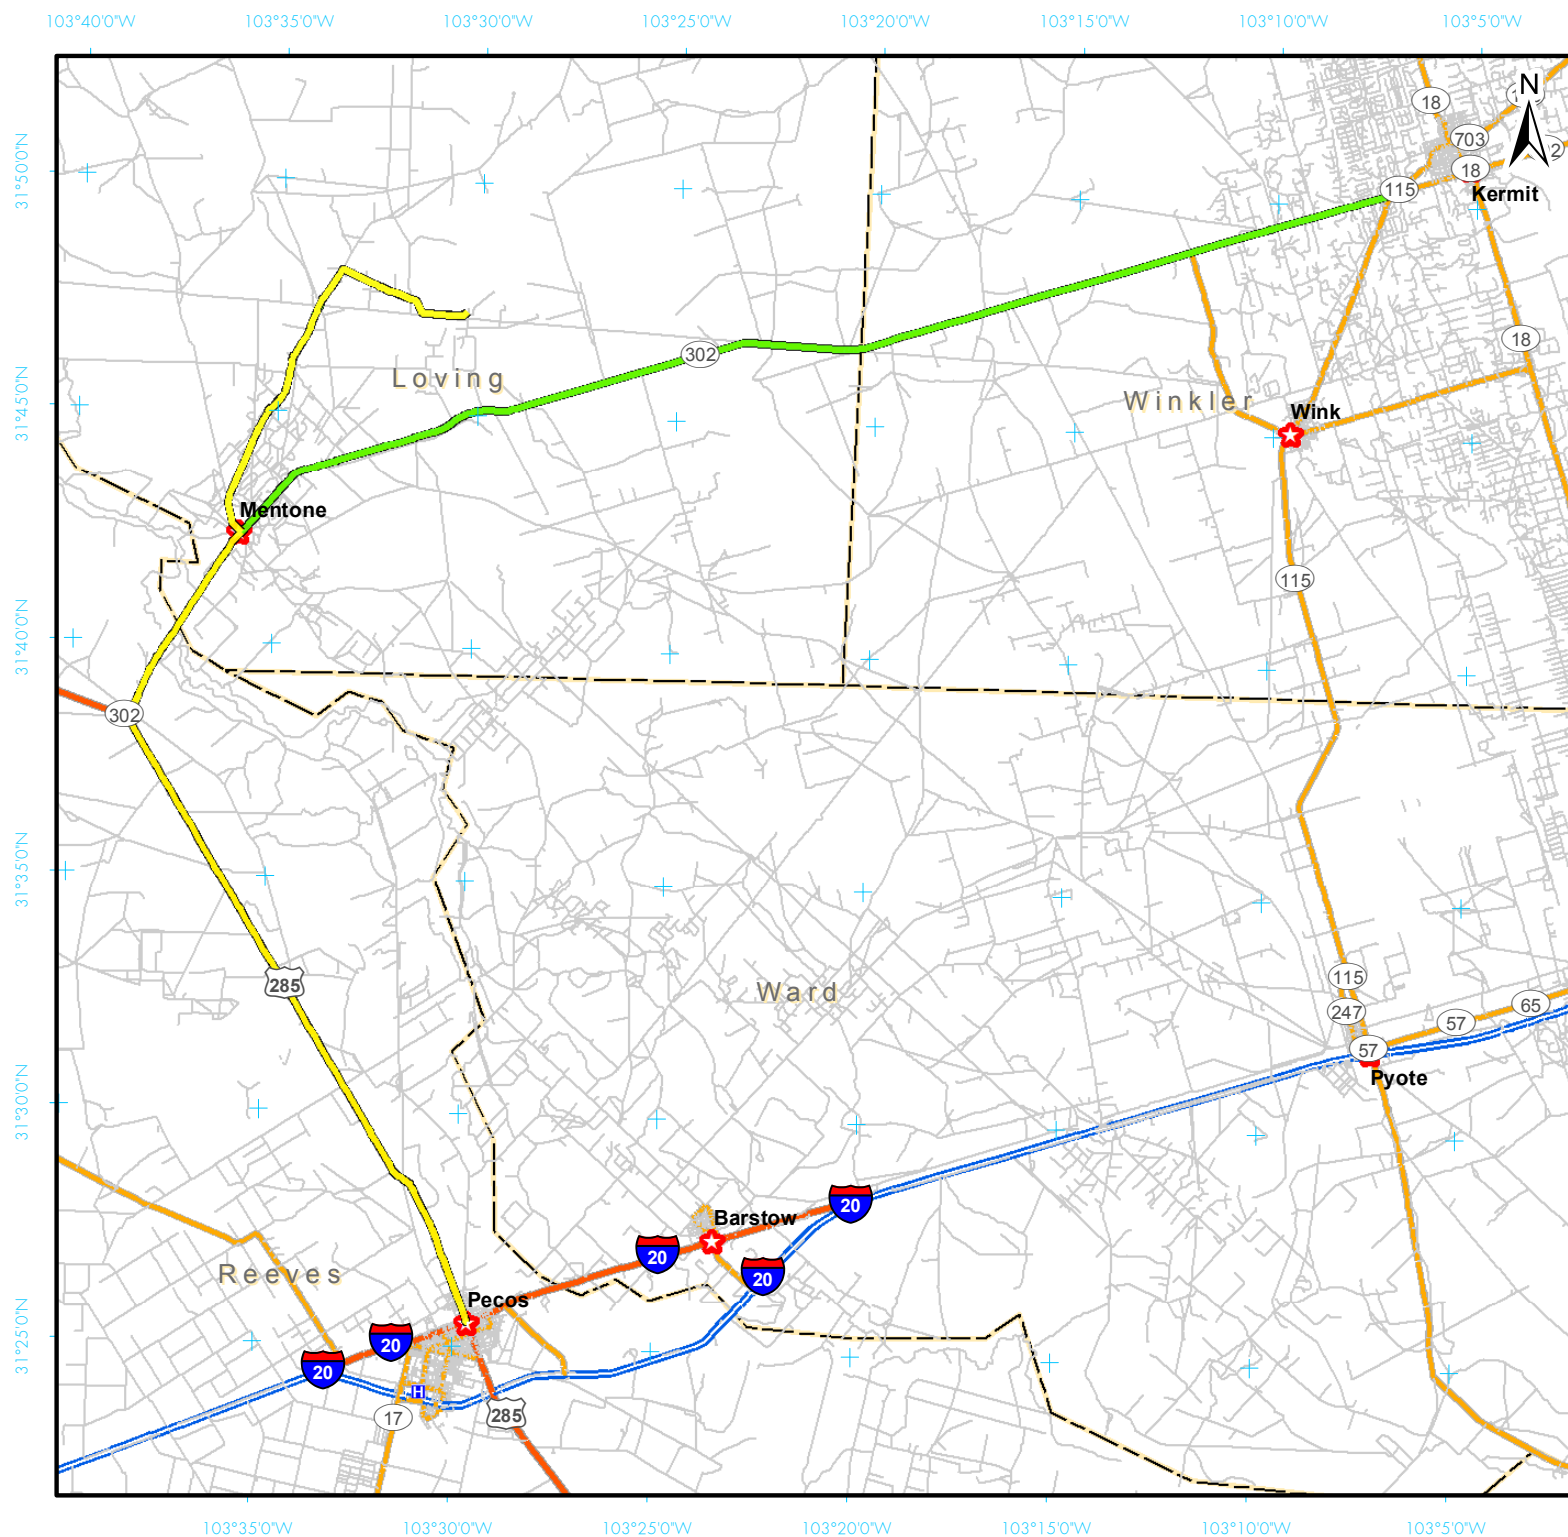 103°40'0"W 103°35'0"W 103°30'0"W 103°25'0"W 103°20'0"W 103°15'0"W 103°10'0"W 103°5'0"W
N
18
703
18
115
Kermit
31°50'0"N
302
18
Loving
Winkler
Wink
31°45'0"N
Mentone
115
31°40'0"N
302
31°35'0"N
285
Ward
115
247
57
65
57
Pyote
31°30'0"N
20
Barstow
20
20
Reeves
Pecos
20
20
31°25'0"N
H
17
285
103°35'0"W 103°30'0"W 103°25'0"W 103°20'0"W 103°15'0"W 103°10'0"W 103°5'0"W